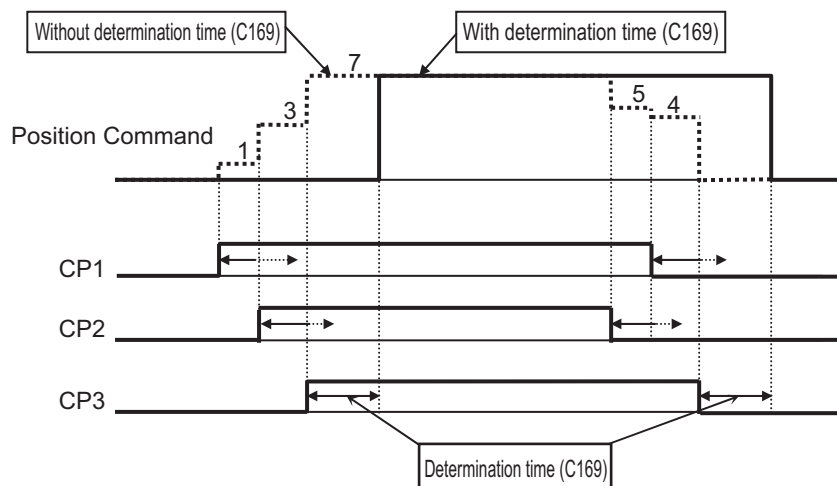 Without determination time (C169)
With determination time (C169)
7
5
4
3
Position Command
1
CP1
CP2
CP3
Determination time (C169)